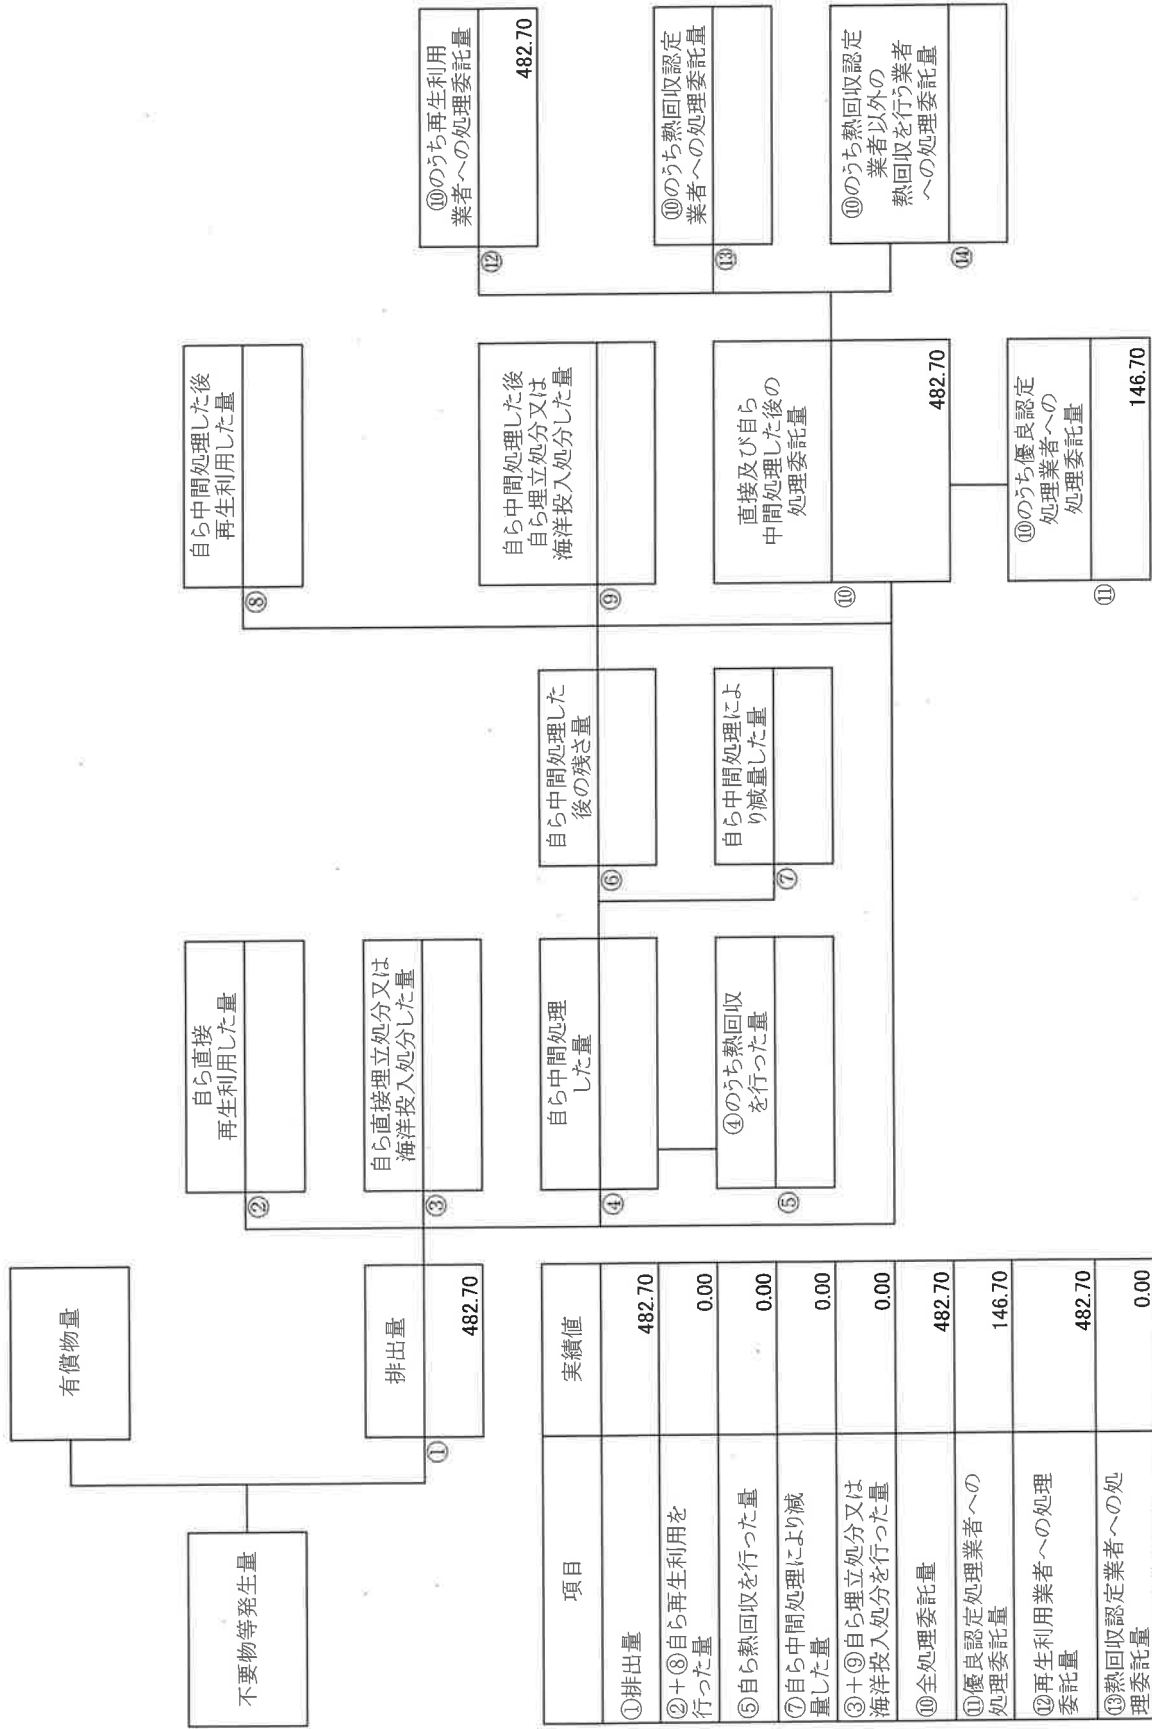 不要物等発生量
有償物量
排出量
①
482.70
自ら直接
再生利用した量
②
自ら直接埋立処分又は
海洋投入処分した量
③
自ら中間処理
した量
④
④のうち熱回収
を行った量
⑤
自ら中間処理した
後の残さ量
⑥
自ら中間処理によ
り減量した量
⑦
自ら中間処理した後
再生利用した量
⑧
自ら中間処理した後
自ら埋立処分又は
海洋投入処分した量
⑨
直接及び自ら
中間処理した後の
処理委託量
⑩
482.70
⑩のうち優良認定
処理業者への
処理委託量
⑪
146.70
⑩のうち再生利用
業者への処理委託量
⑫
482.70
⑩のうち熱回収認定
業者への処理委託量
⑬
⑩のうち熱回収認定
業者以外の
熱回収を行う業者
への処理委託量
⑭
項目 実績値
①排出量 482.70
②+⑧自ら再生利用を
行った量 0.00
⑤自ら熱回収を行った量 0.00
⑦自ら中間処理により減
量した量 0.00
③+⑨自ら埋立処分又は
海洋投入処分を行った量 0.00
⑩全処理委託量 482.70
⑪優良認定処理業者への
処理委託量 146.70
⑫再生利用業者への処理
委託量 482.70
⑬熱回収認定業者への処
理委託量 0.00